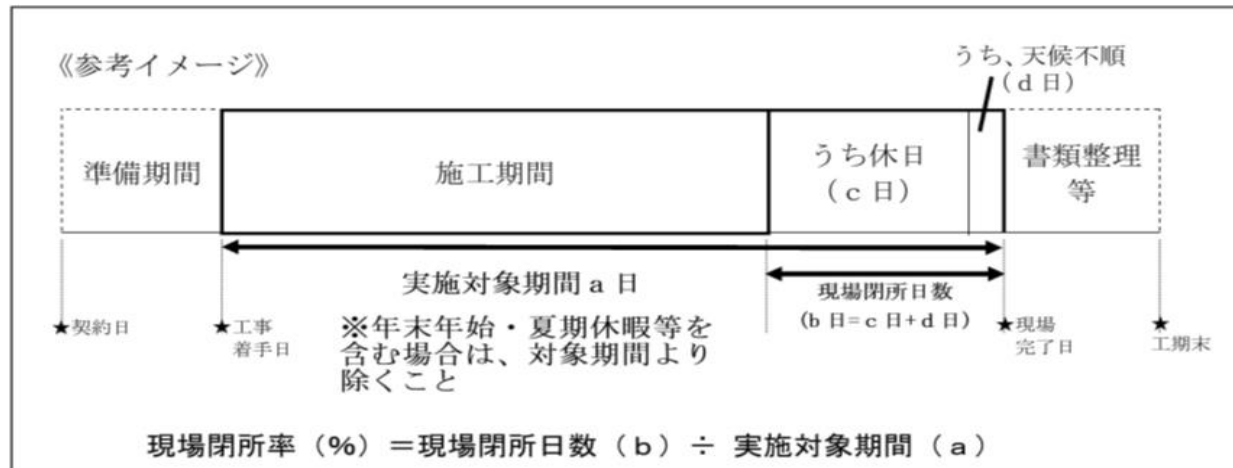 《参考イメージ》
うち、天候不順
(d 日)
準備期間
施工期間
うち休日
(c 日)
書類整理
等
実施対象期間 a 日
現場閉所日数
(b 日=c 日+d 日)
★契約日
★工事
着手日
※年末年始・夏期休暇等を
含む場合は、対象期間より
除くこと
★現場
完了日
★
工期末
現場閉所率(%)=現場閉所日数(b)÷ 実施対象期間(a)